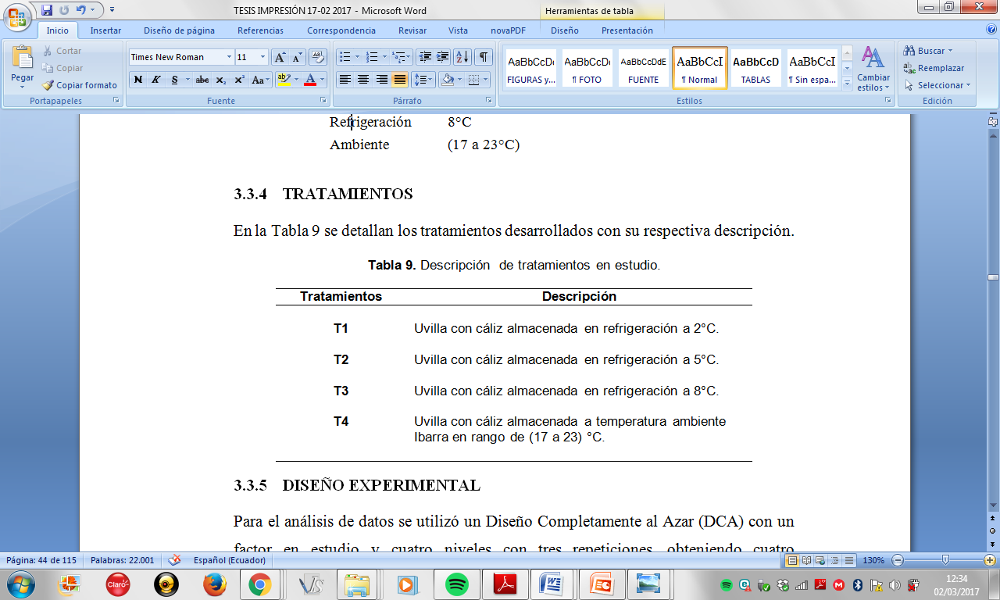 TESIS IMPRESIÓN 17-02 2017 - Microsoft Word
Herramientas de tabla
Inicio Insertar Diseño de página Referencias Correspondencia Revisar Vista novaPDF Diseño Presentación
Pegar
Cortar
Copiar
Copiar formato
Portapapeles
Times New Roman 11
N K S abc x₂ x² Aa
Fuente
Párrafo
AaBbCcDc AaBbCcDc AaBbCcDdE AaBbCcI AaBbCcD AaBbCcI
FIGURAS y... ¶ FOTO FUENTE ¶ Normal TABLAS ¶ Sin espa...
Cambiar estilos
Estilos
Buscar
Reemplazar
Seleccionar
Edición
Refrigeración 8°C
Ambiente (17 a 23°C)
3.3.4 TRATAMIENTOS
En la Tabla 9 se detallan los tratamientos desarrollados con su respectiva descripción.
Tabla 9. Descripción de tratamientos en estudio.
Tratamientos Descripción
T1 Uvilla con cáliz almacenada en refrigeración a 2°C.
T2 Uvilla con cáliz almacenada en refrigeración a 5°C.
T3 Uvilla con cáliz almacenada en refrigeración a 8°C.
T4 Uvilla con cáliz almacenada a temperatura ambiente
Ibarra en rango de (17 a 23) °C.
3.3.5 DISEÑO EXPERIMENTAL
Para el análisis de datos se utilizó un Diseño Completamente al Azar (DCA) con un
factor en estudio y cuatro niveles con tres repeticiones, obteniendo cuatro
Página: 44 de 115 Palabras: 22.001 Español (Ecuador) 130%
Claro
12:34
02/03/2017